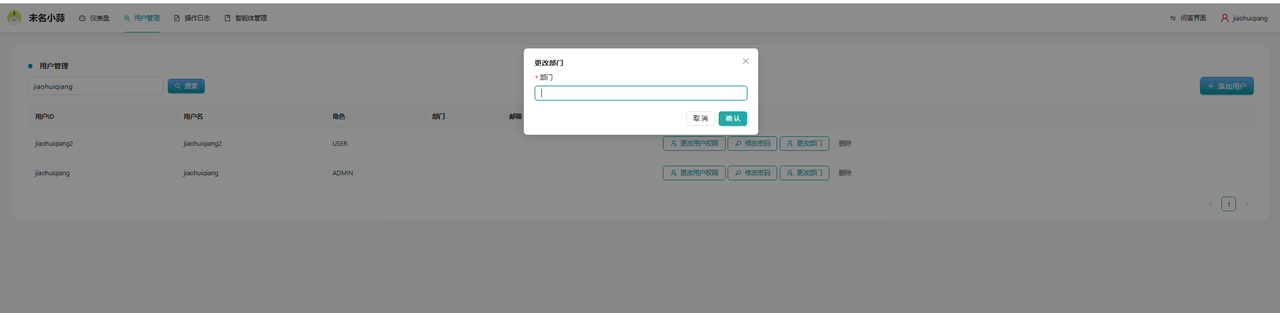 未名小蒜 仪表盘 用户管理 操作日志 智能体管理 问答界面 jiaohuiqiang
更改部门
用户管理
* 部门
jiaohuiqiang 搜索 + 添加用户
取消 确认
用户ID 用户名 角色 部门 邮箱
jiaohuiqiang2 jiaohuiqiang2 USER 更改用户权限 修改密码 更改部门 删除
jiaohuiqiang jiaohuiqiang ADMIN 更改用户权限 修改密码 更改部门 删除
1